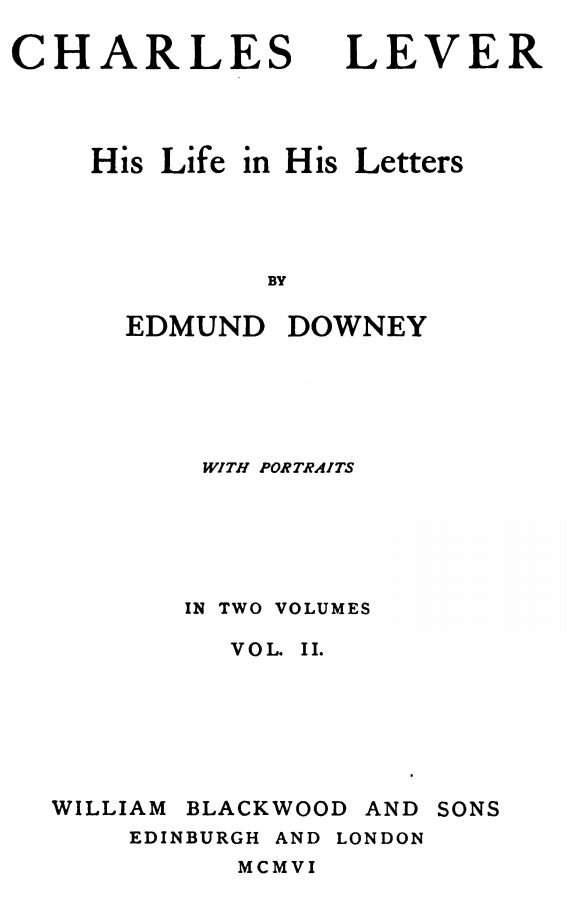 CHARLES LEVER
His Life in His Letters
BY
EDMUND DOWNEY
WITH PORTRAITS
IN TWO VOLUMES
VOL. II.
WILLIAM BLACKWOOD AND SONS
EDINBURGH AND LONDON
MCMVI